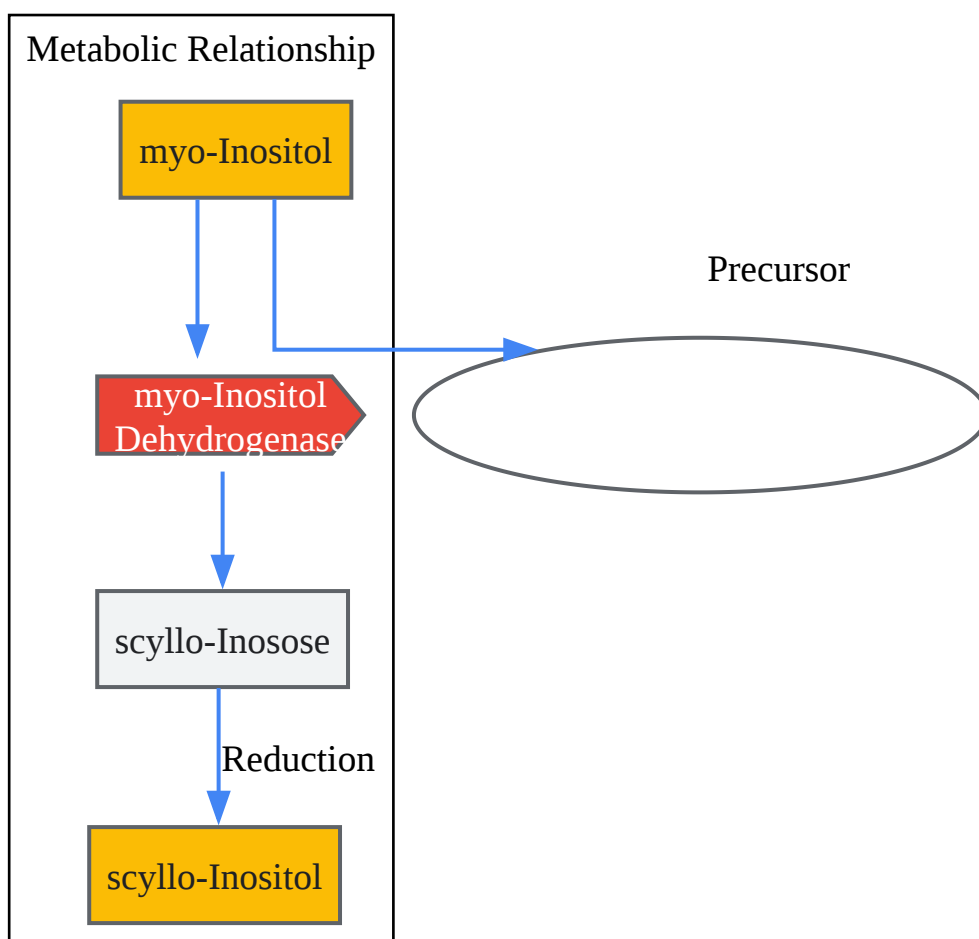 Metabolic Relationship
myo-Inositol
Precursor
myo-Inositol
Dehydrogenase
scyllo-Inosose
Reduction
scyllo-Inositol